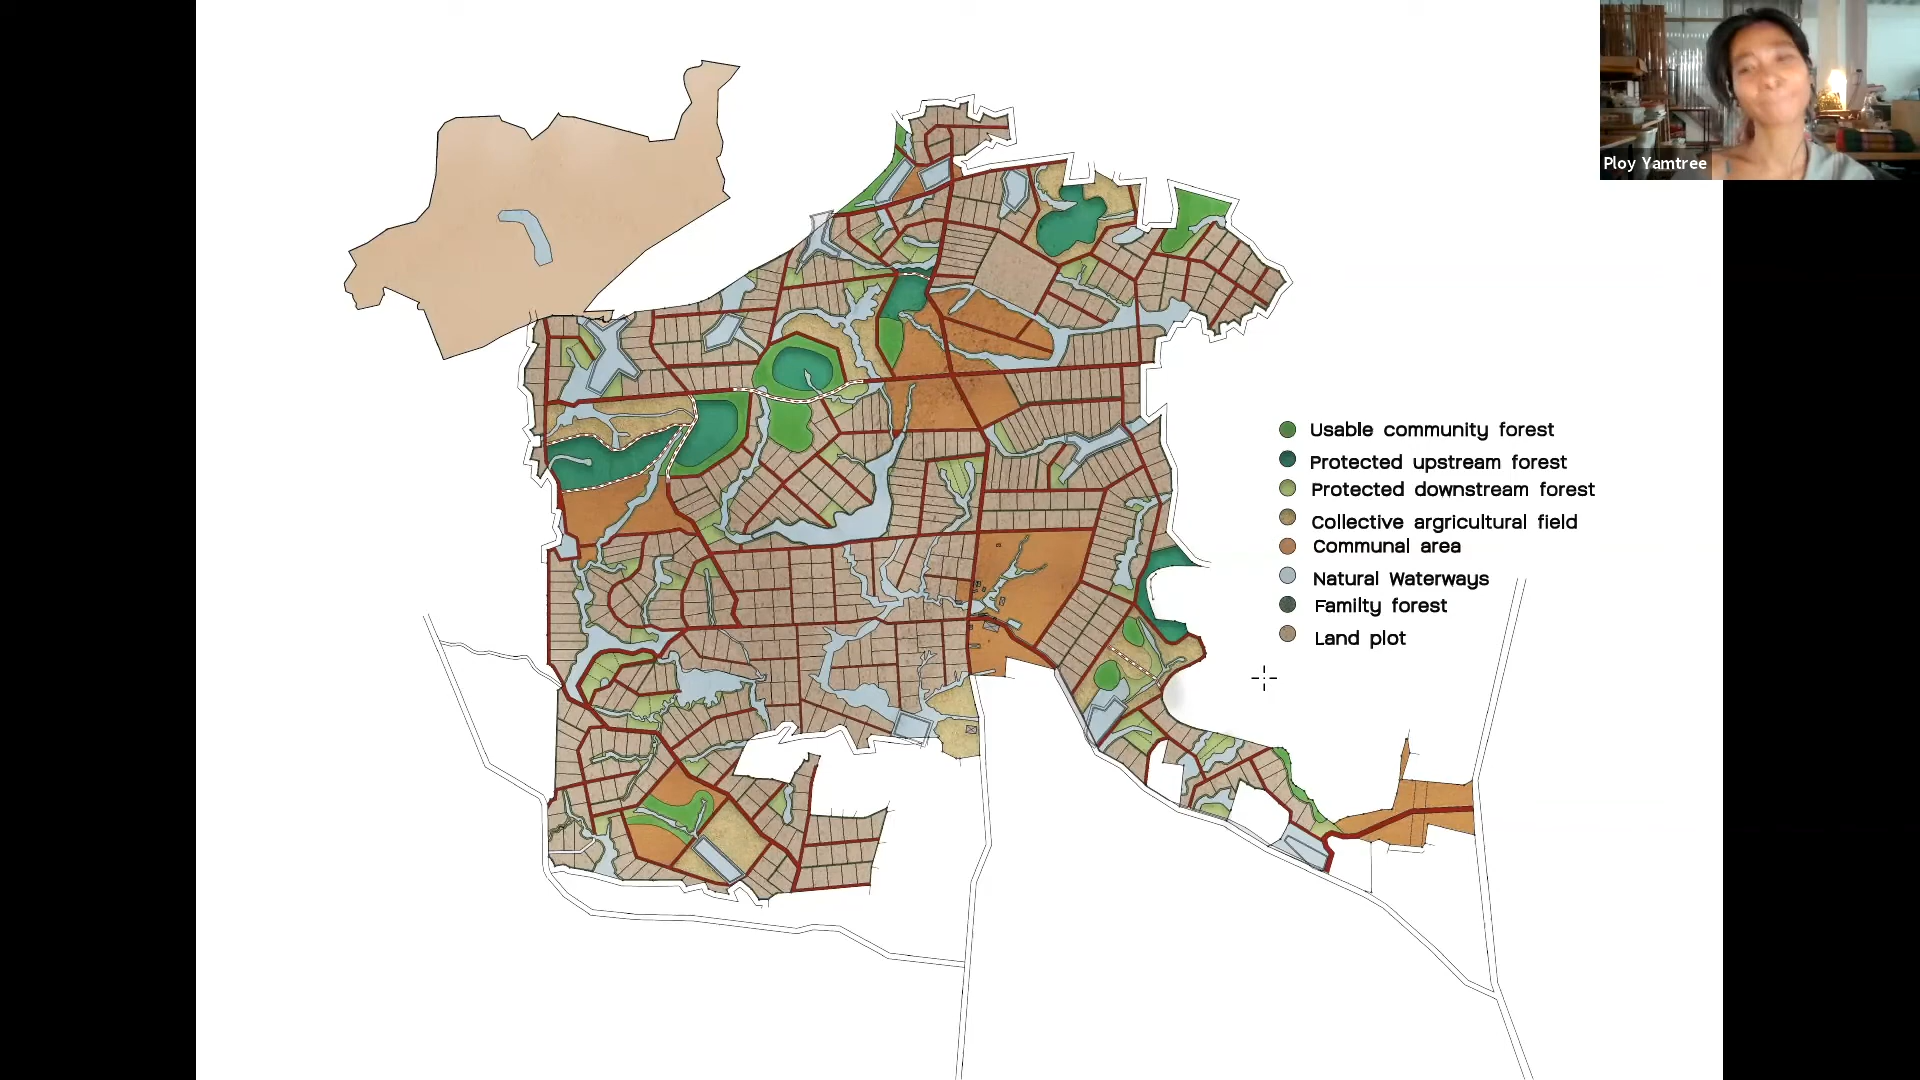 Ploy Yamtree
Usable community forest
Protected upstream forest
Protected downstream forest
Collective argricultural field
Communal area
Natural Waterways
Familty forest
Land plot